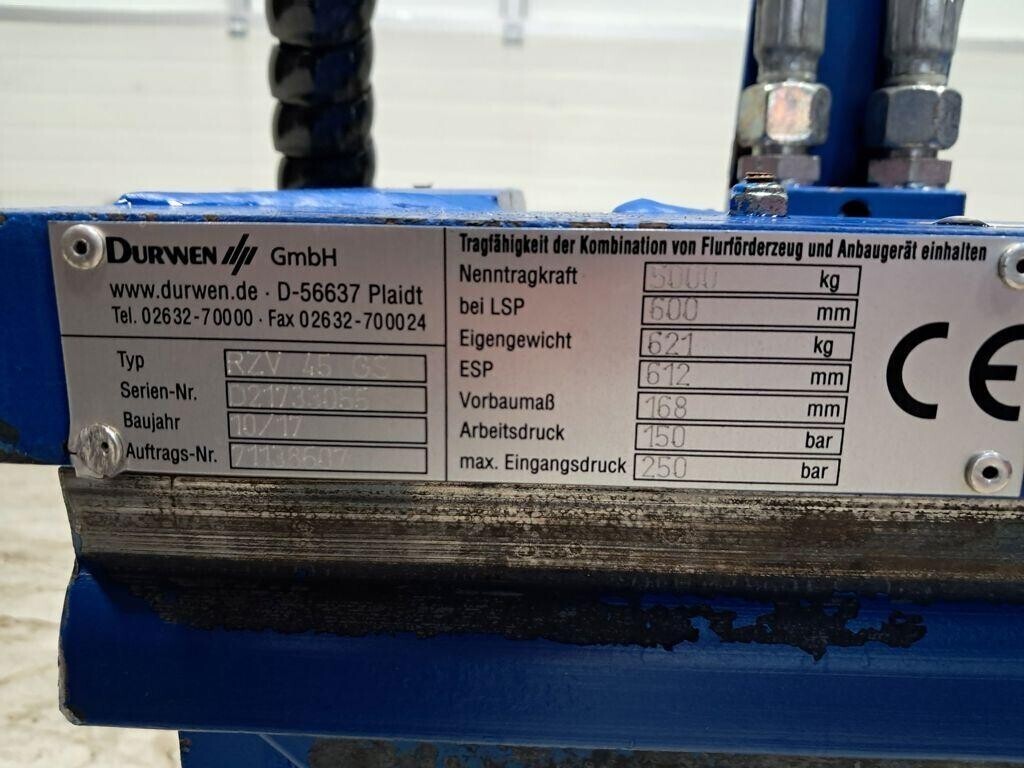 DURWEN GmbH
www.durwen.de · D-56637 Plaidt
Tel. 02632-70000 · Fax 02632-700024
Typ RZV 45 GS
Serien-Nr. D21733055
Baujahr 10/17
Auftrags-Nr. 71138607
Tragfähigkeit der Kombination von Flurförderzeug und Anbaugerät einhalten
Nenntragkraft 5000 kg
bei LSP 600 mm
Eigengewicht 621 kg
ESP 612 mm
Vorbaumaß 168 mm
Arbeitsdruck 150 bar
max. Eingangsdruck 250 bar
CE